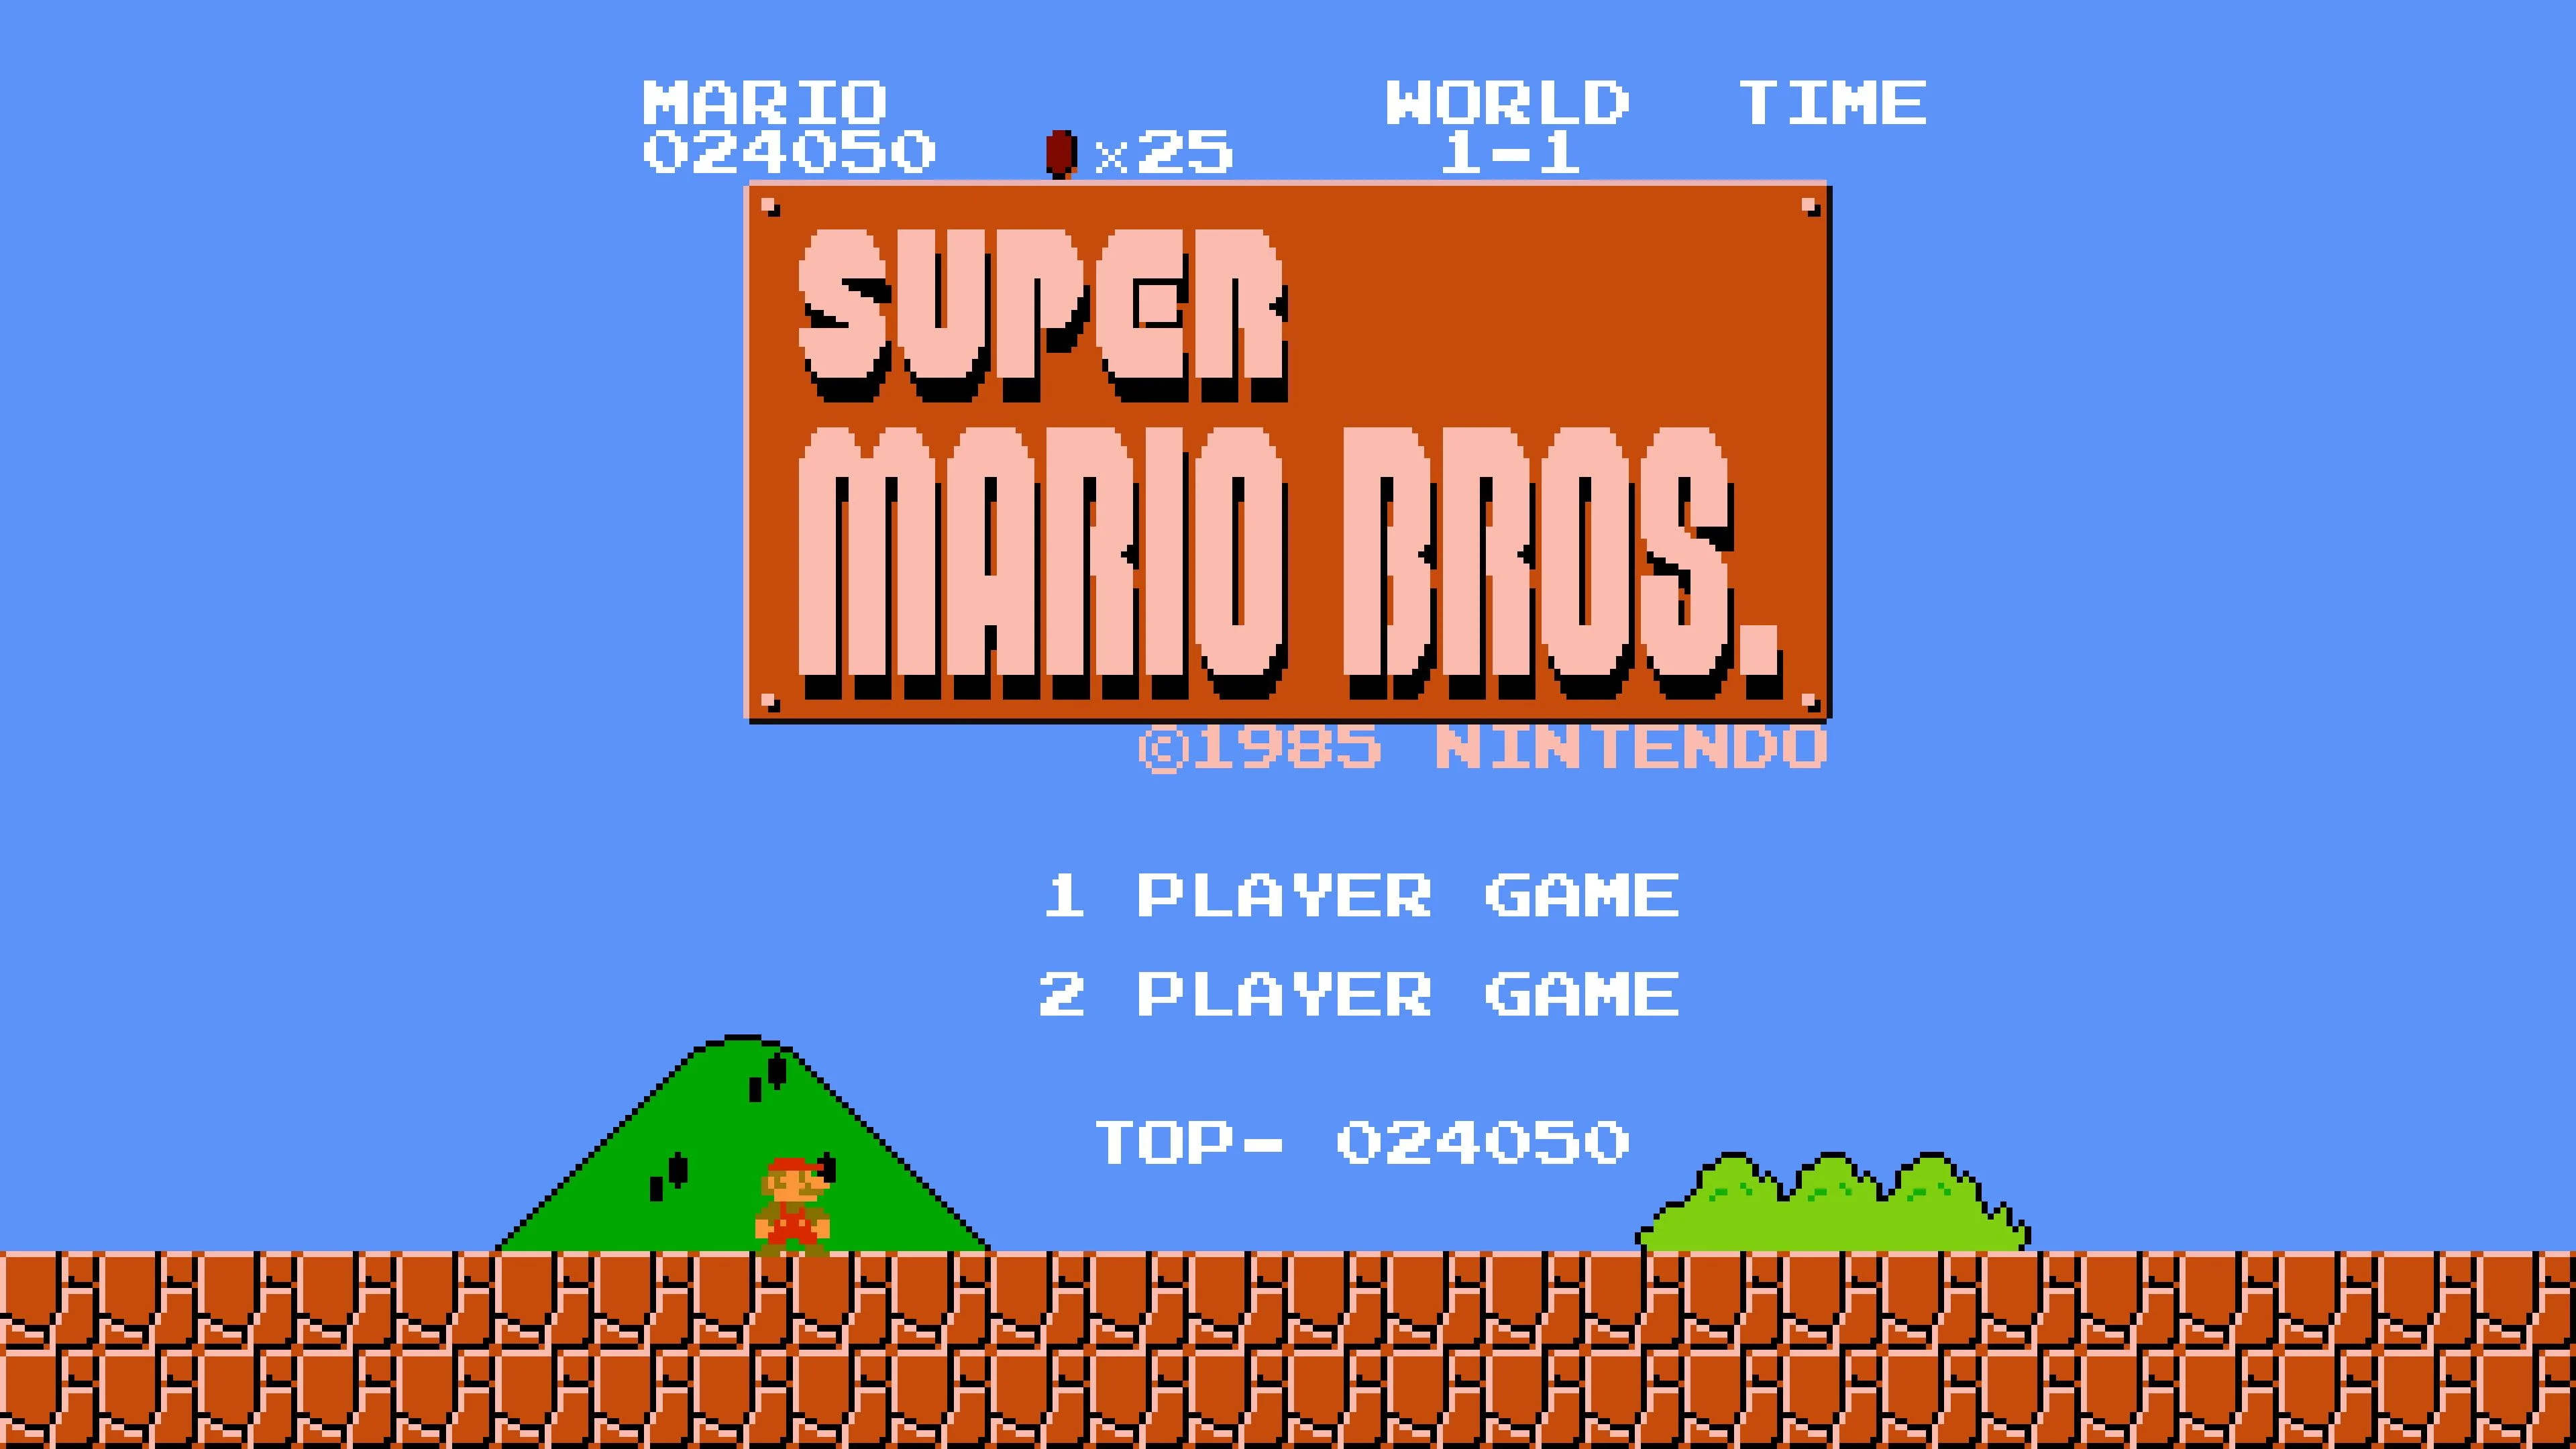 MARIO WORLD TIME
024050 x25 1-1
SUPER
MARIO BROS.
©1985 NINTENDO
1 PLAYER GAME
2 PLAYER GAME
TOP- 024050